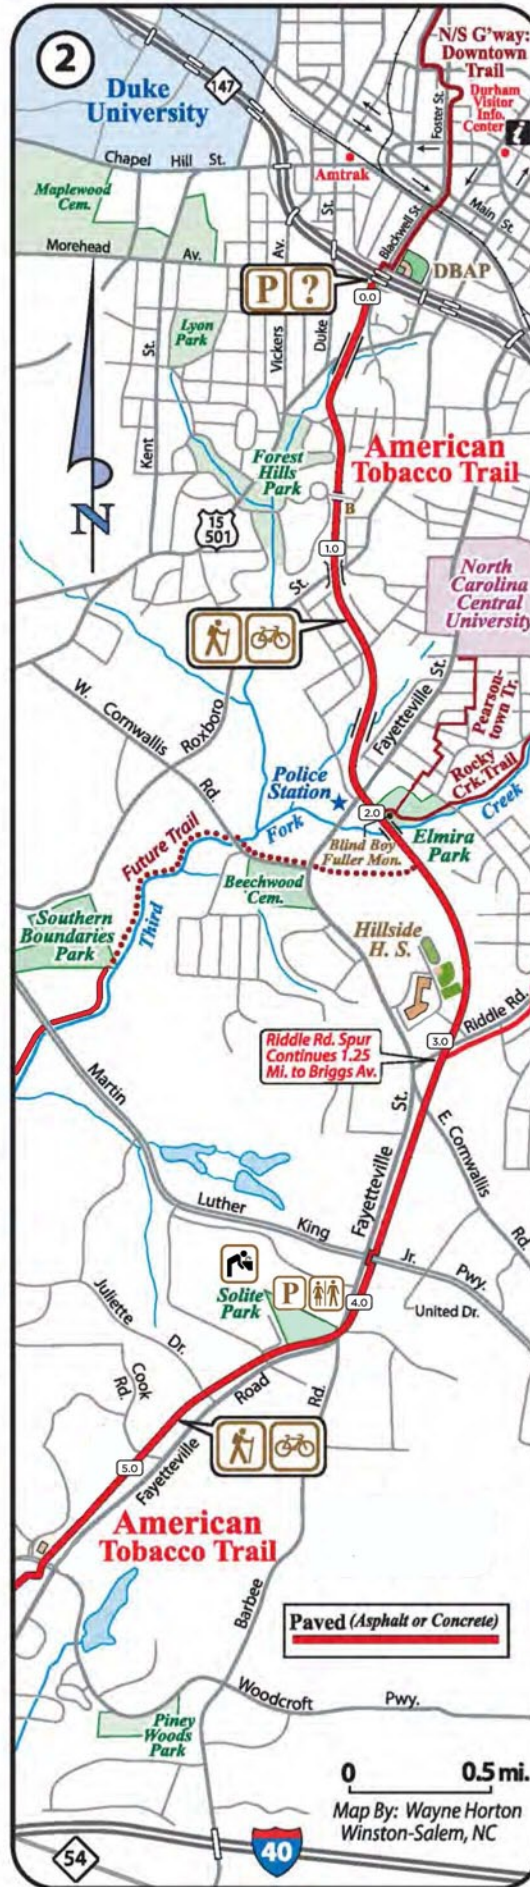 2
Duke
University
147
N/S G'way:
Downtown
Trail
Durham
Visitor
Info.
Center
Foster St.
Chapel Hill St.
St.
Amtrak
Main St.
Maplewood
Cem.
Blackwell St.
Morehead Av.
Av.
DBAP
P ?
0.0
Lyon
Park
St.
Vickers
Duke
Kent
Forest
Hills
Park
American
Tobacco Trail
B
N
15
501
1.0
St.
North
Carolina
Central
University
W. Cornwallis Rd.
Roxboro
Fayetteville St.
Pearson-
town Tr.
Rocky
Crk. Trail
Police
Station
2.0
Creek
Fork
Third
Blind Boy
Fuller Mon.
Elmira
Park
Future Trail
Beechwood
Cem.
Southern
Boundaries
Park
Hillside
H. S.
Riddle Rd.
3.0
Riddle Rd. Spur
Continues 1.25
Mi. to Briggs Av.
Martin
Luther
King
Jr.
Pwy.
St.
Fayetteville
E. Cornwallis
Rd.
United Dr.
P
Solite
Park
4.0
Juliette
Dr.
Cook
Rd.
Road
Fayetteville
Rd.
Barbee
5.0
American
Tobacco Trail
Paved (Asphalt or Concrete)
Woodcroft Pwy.
Piney
Woods
Park
0 0.5 mi.
Map By: Wayne Horton
Winston-Salem, NC
54
40